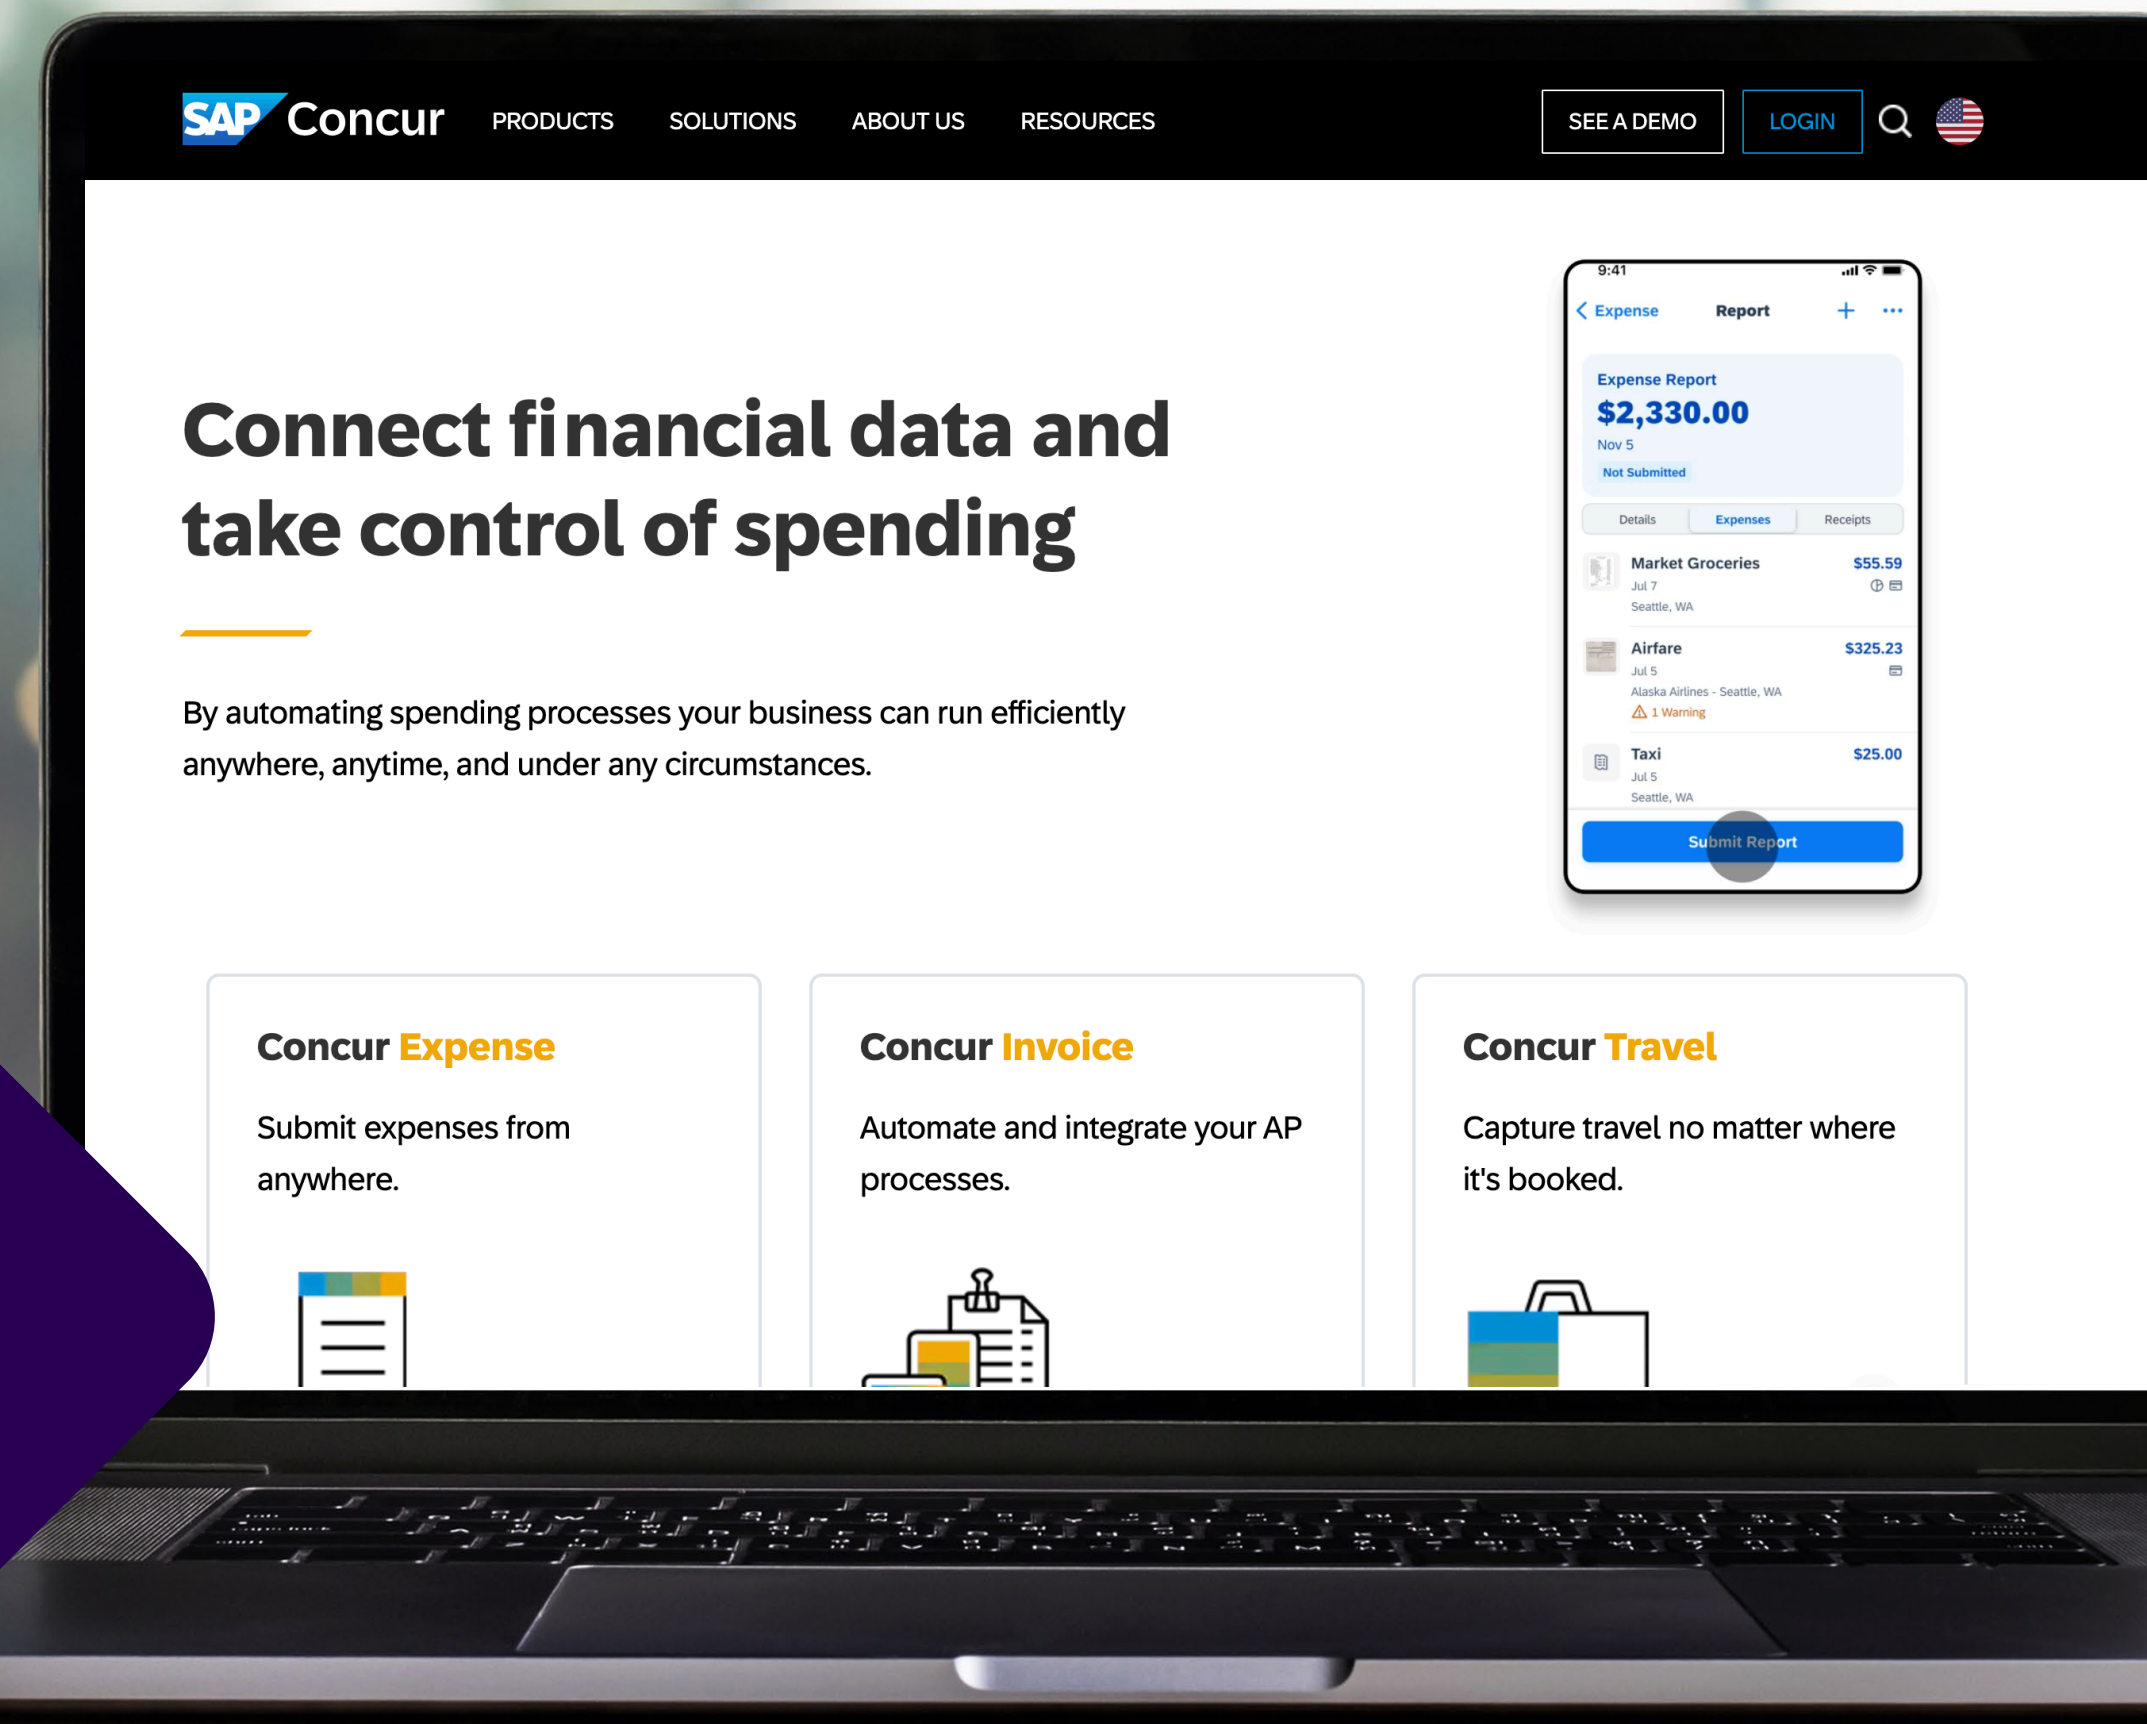 SAP Concur
PRODUCTS
SOLUTIONS
ABOUT US
RESOURCES
SEE A DEMO
LOGIN
Connect financial data and
take control of spending
By automating spending processes your business can run efficiently
anywhere, anytime, and under any circumstances.
9:41
Expense
Report
Expense Report
$2,330.00
Nov 5
Not Submitted
Details
Expenses
Receipts
Market Groceries
$55.59
Jul 7
Seattle, WA
Airfare
$325.23
Jul 5
Alaska Airlines - Seattle, WA
1 Warning
Taxi
$25.00
Jul 5
Seattle, WA
Submit Report
Concur Expense
Submit expenses from
anywhere.
Concur Invoice
Automate and integrate your AP
processes.
Concur Travel
Capture travel no matter where
it's booked.